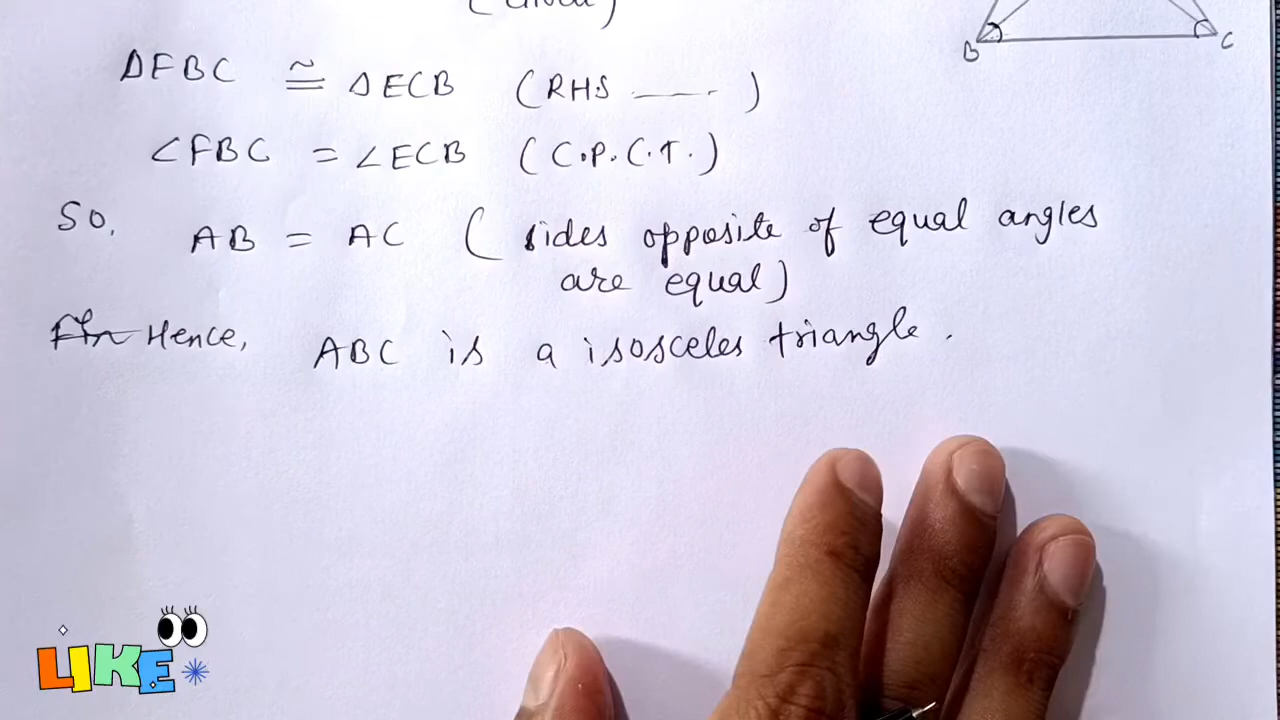 (Given)
B C
ΔFBC ≅ ΔECB (RHS ——)
∠FBC = ∠ECB (C.P.C.T.)
SO, AB = AC (sides opposite of equal angles
are equal)
Hence, ABC is a isosceles triangle.
LIKE